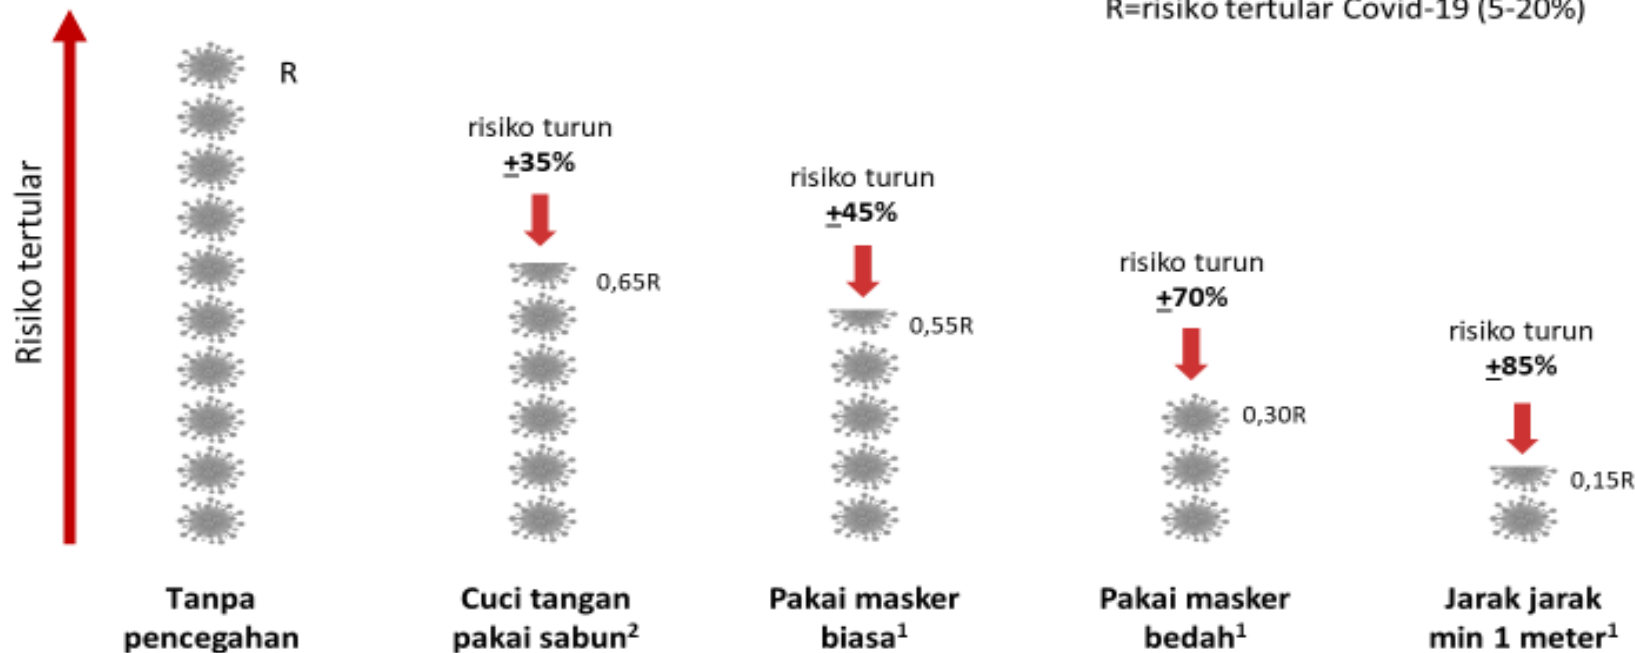 R=risiko tertular Covid-19 (5-20%)
Risiko tertular
R
risiko turun
±35%
0,65R
risiko turun
±45%
0,55R
risiko turun
±70%
0,30R
risiko turun
±85%
0,15R
Tanpa
pencegahan
Cuci tangan
pakai sabun²
Pakai masker
biasa¹
Pakai masker
bedah¹
Jarak jarak
min 1 meter¹